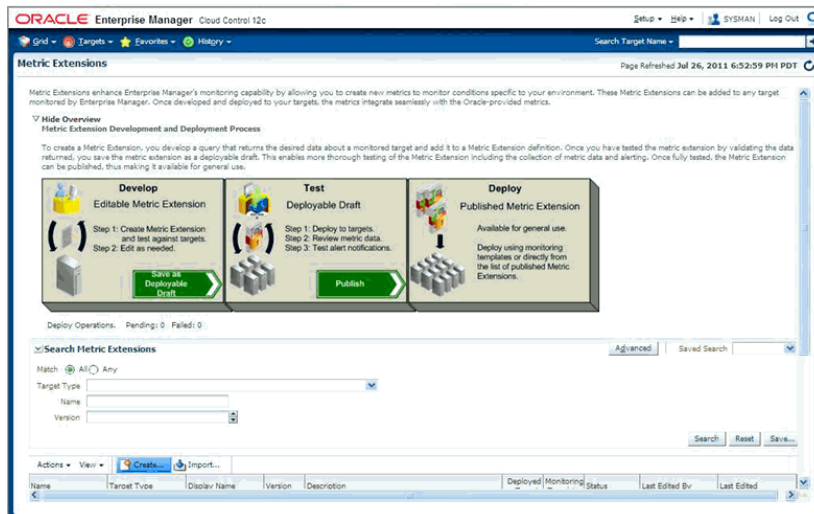 ORACLE Enterprise Manager Cloud Control 12c
Setup Help SYSMAN Log Out
Grid Targets Favorites History
Search Target Name
Metric Extensions
Page Refreshed Jul 26, 2011 6:52:59 PM PDT
Metric Extensions enhance Enterprise Manager's monitoring capability by allowing you to create new metrics to monitor conditions specific to your environment. These Metric Extensions can be added to any target
monitored by Enterprise Manager. Once developed and deployed to your targets, the metrics integrate seamlessly with the Oracle-provided metrics.
Hide Overview
Metric Extension Development and Deployment Process
To create a Metric Extension, you develop a query that returns the desired data about a monitored target and add it to a Metric Extension definition. Once you have tested the metric extension by validating the data
returned, you save the metric extension as a deployable draft. This enables more thorough testing of the Metric Extension including the collection of metric data and alerting. Once fully tested, the Metric Extension
can be published, thus making it available for general use.
Develop
Editable Metric Extension
Step 1: Create Metric Extension
and test against targets.
Step 2: Edit as needed.
Save as
Deployable
Draft
Test
Deployable Draft
Step 1: Deploy to targets.
Step 2: Review metric data.
Step 3: Test alert notifications.
Publish
Deploy
Published Metric Extension
Available for general use.
Deploy using monitoring
templates or directly from
the list of published Metric
Extensions.
Deploy Operations. Pending: 0 Failed: 0
Search Metric Extensions
Advanced Saved Search
Match All Any
Target Type
Name
Version
Search Reset Save...
Actions View Create... Import...
Name Target Type Display Name Version Description Deployed Monitoring Status Last Edited By Last Edited